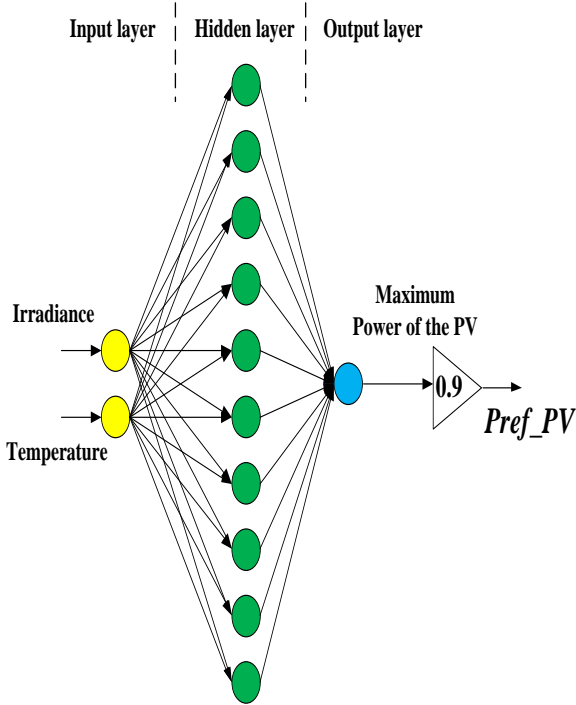 Input layer
Hidden layer
Output layer
Irradiance
Temperature
Maximum
Power of the PV
0.9
Pref_PV